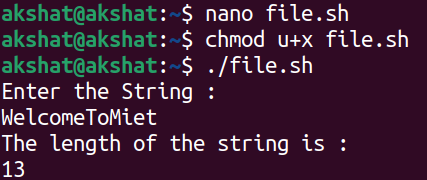 akshat@akshat:~$ nano file.sh
akshat@akshat:~$ chmod u+x file.sh
akshat@akshat:~$ ./file.sh
Enter the String :
WelcomeToMiet
The length of the string is :
13